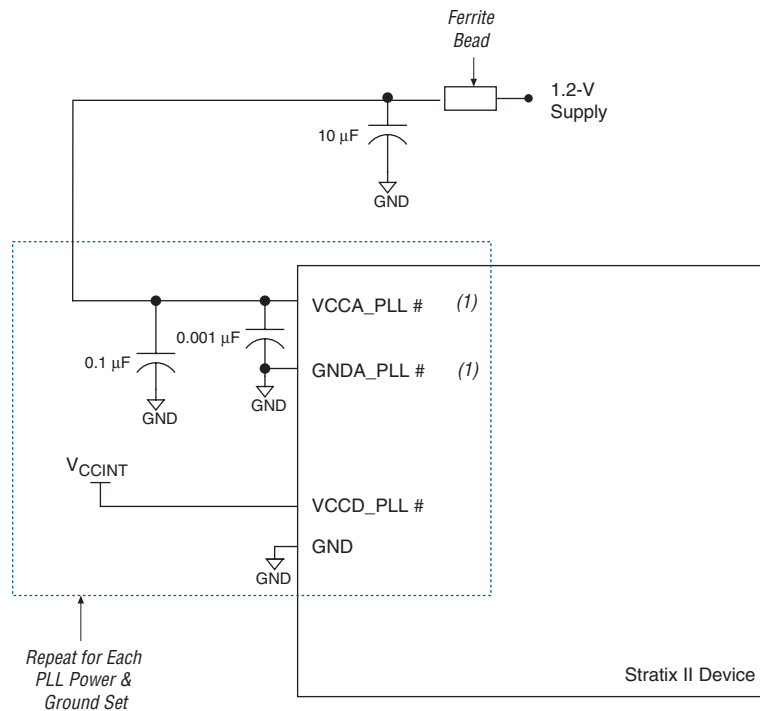 Ferrite
Bead
1.2-V
Supply
10 µF
GND
VCCA_PLL # (1)
0.001 µF
0.1 µF
GNDA_PLL # (1)
GND
GND
VCCINT
VCCD_PLL #
GND
GND
Repeat for Each
PLL Power &
Ground Set
Stratix II Device